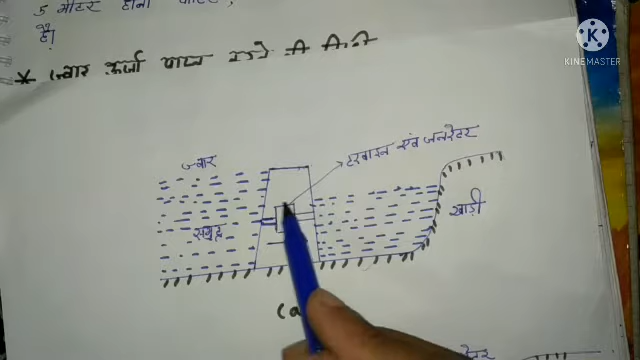 5 मीटर होना चाहिए,
है।
* ज्वार ऊर्जा प्राप्त करने की विधी
KINEMASTER
ज्वार
टरबाइन एवं जनरेटर
समुद्र
खाड़ी
(a